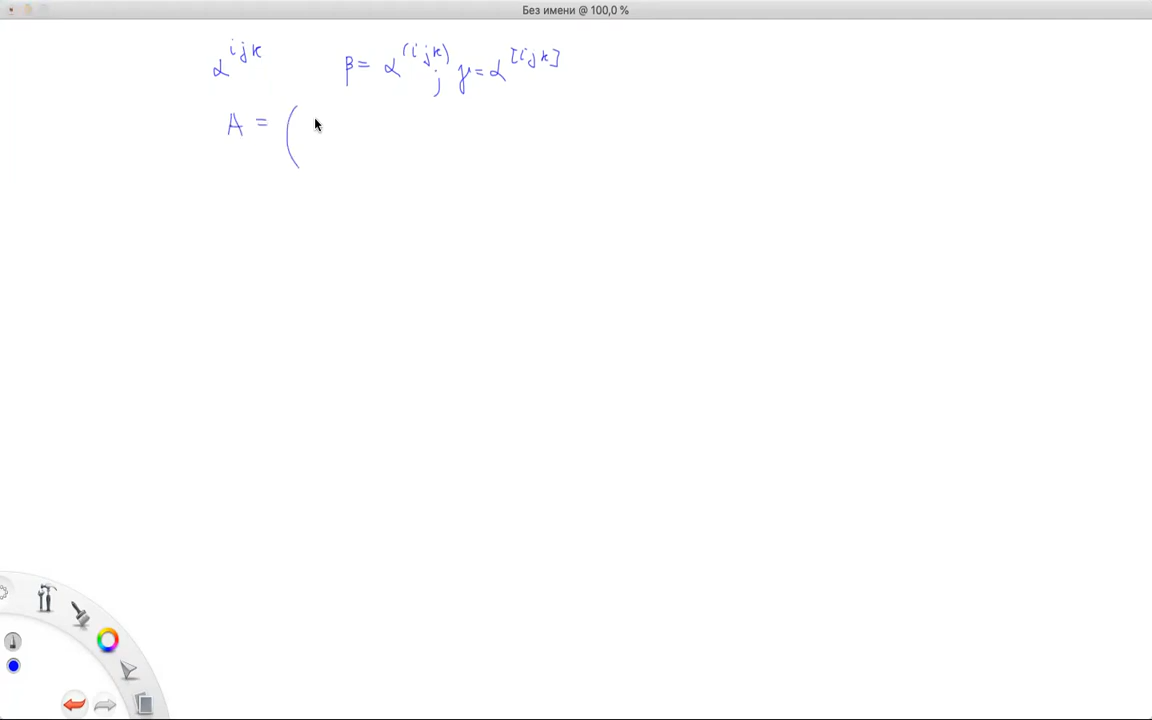 Без имени @ 100,0 %
α^{ijk} β = α^{(ijk)}; γ = α^{[ijk]}
A = (